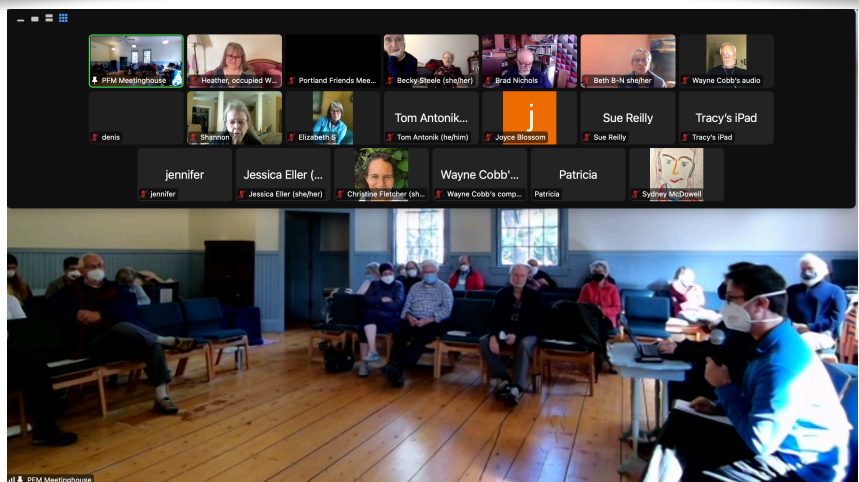 PFM Meetinghouse
Heather, occupied W...
Portland Friends Mee...
Becky Steele (she/her)
Brad Nichols
Beth B-N she/her
Wayne Cobb's audio
denis
Shannon
Elizabeth S
Tom Antonik...
Tom Antonik (he/him)
j
Joyce Blossom
Sue Reilly
Sue Reilly
Tracy's iPad
Tracy's iPad
jennifer
jennifer
Jessica Eller (...
Jessica Eller (she/her)
Christine Fletcher (sh...
Wayne Cobb'...
Wayne Cobb's comp...
Patricia
Patricia
Sydney McDowell
PFM Meetinghouse